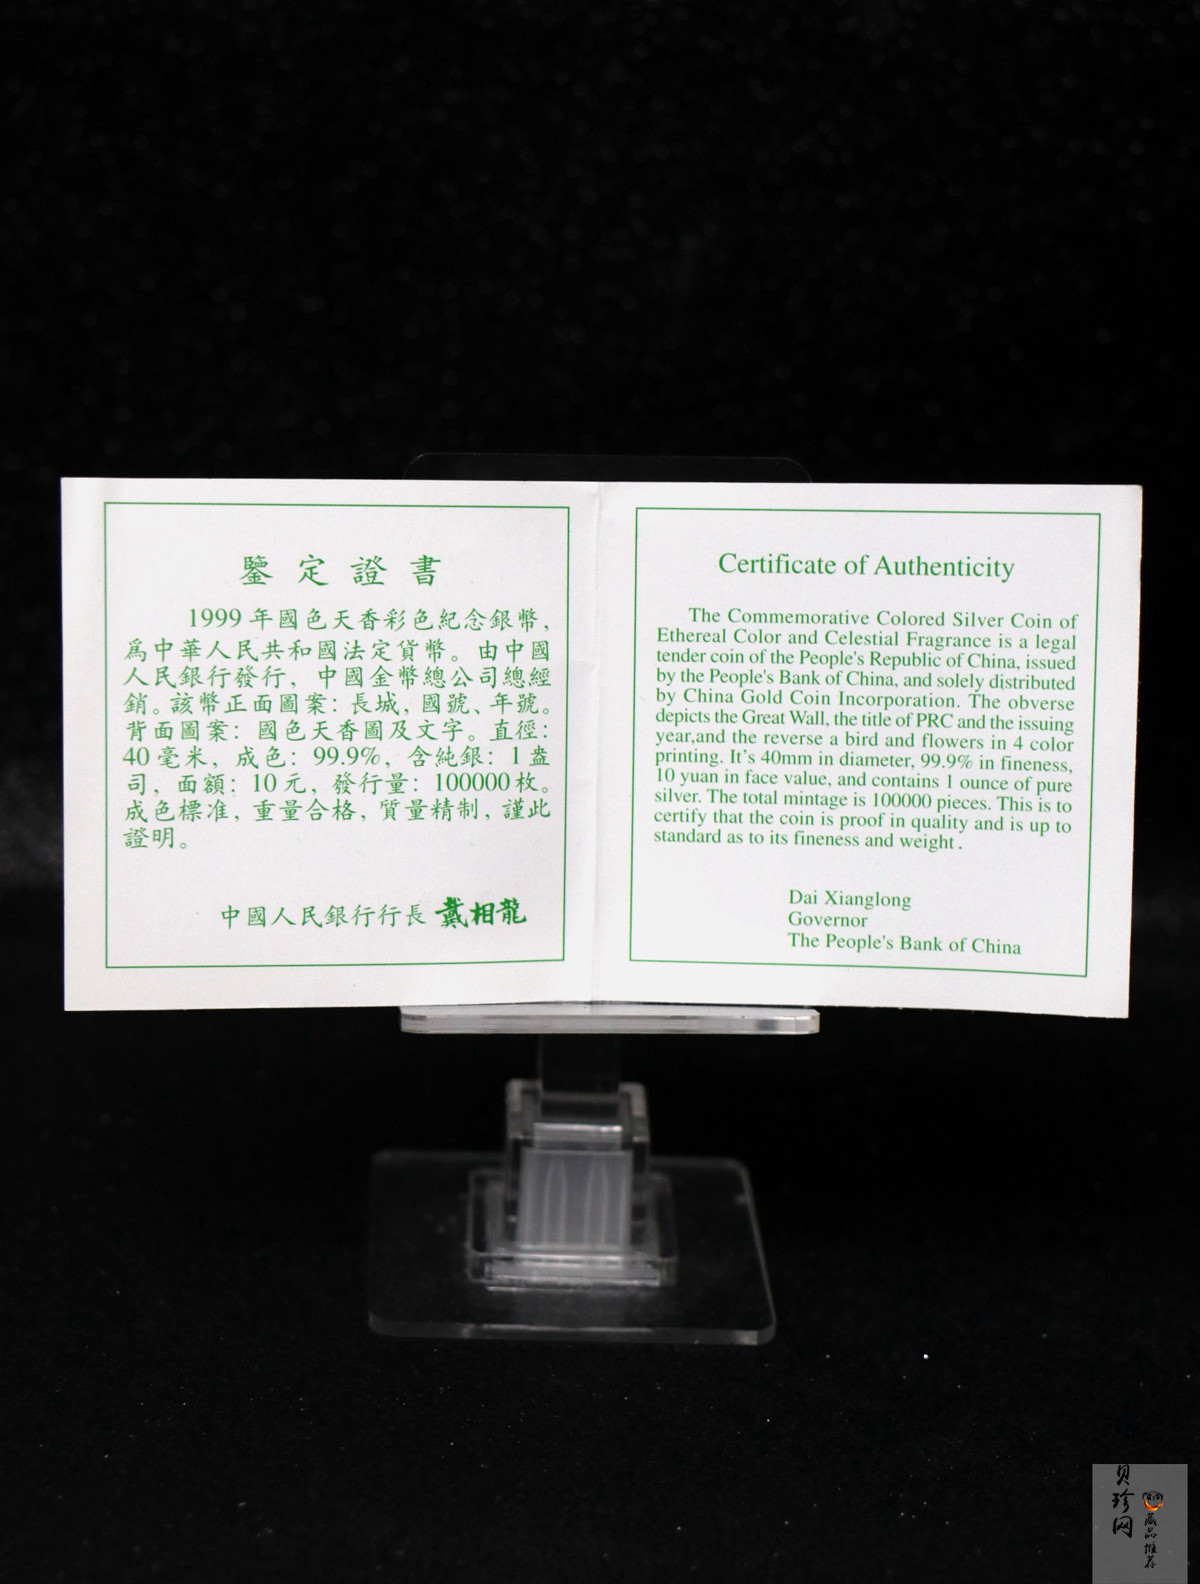 鑒定證書
1999年國色天香彩色紀念銀幣，
爲中華人民共和國法定貨幣。由中國
人民銀行發行，中國金幣總公司總經
銷。該幣正面圖案：長城，國號、年號。
背面圖案：國色天香圖及文字。直徑：
40毫米，成色：99.9%，含純銀：1盎
司，面額：10元，發行量：100000枚。
成色標准，重量合格，質量精制，謹此
證明。
中國人民銀行行長 戴相龍
Certificate of Authenticity
The Commemorative Colored Silver Coin of
Ethereal Color and Celestial Fragrance is a legal
tender coin of the People's Republic of China, issued
by the People's Bank of China, and solely distributed
by China Gold Coin Incorporation. The obverse
depicts the Great Wall, the title of PRC and the issuing
year,and the reverse a bird and flowers in 4 color
printing. It's 40mm in diameter, 99.9% in fineness,
10 yuan in face value, and contains 1 ounce of pure
silver. The total mintage is 100000 pieces. This is to
certify that the coin is proof in quality and is up to
standard as to its fineness and weight .
Dai Xianglong
Governor
The People's Bank of China
贝珍网
藏品推荐